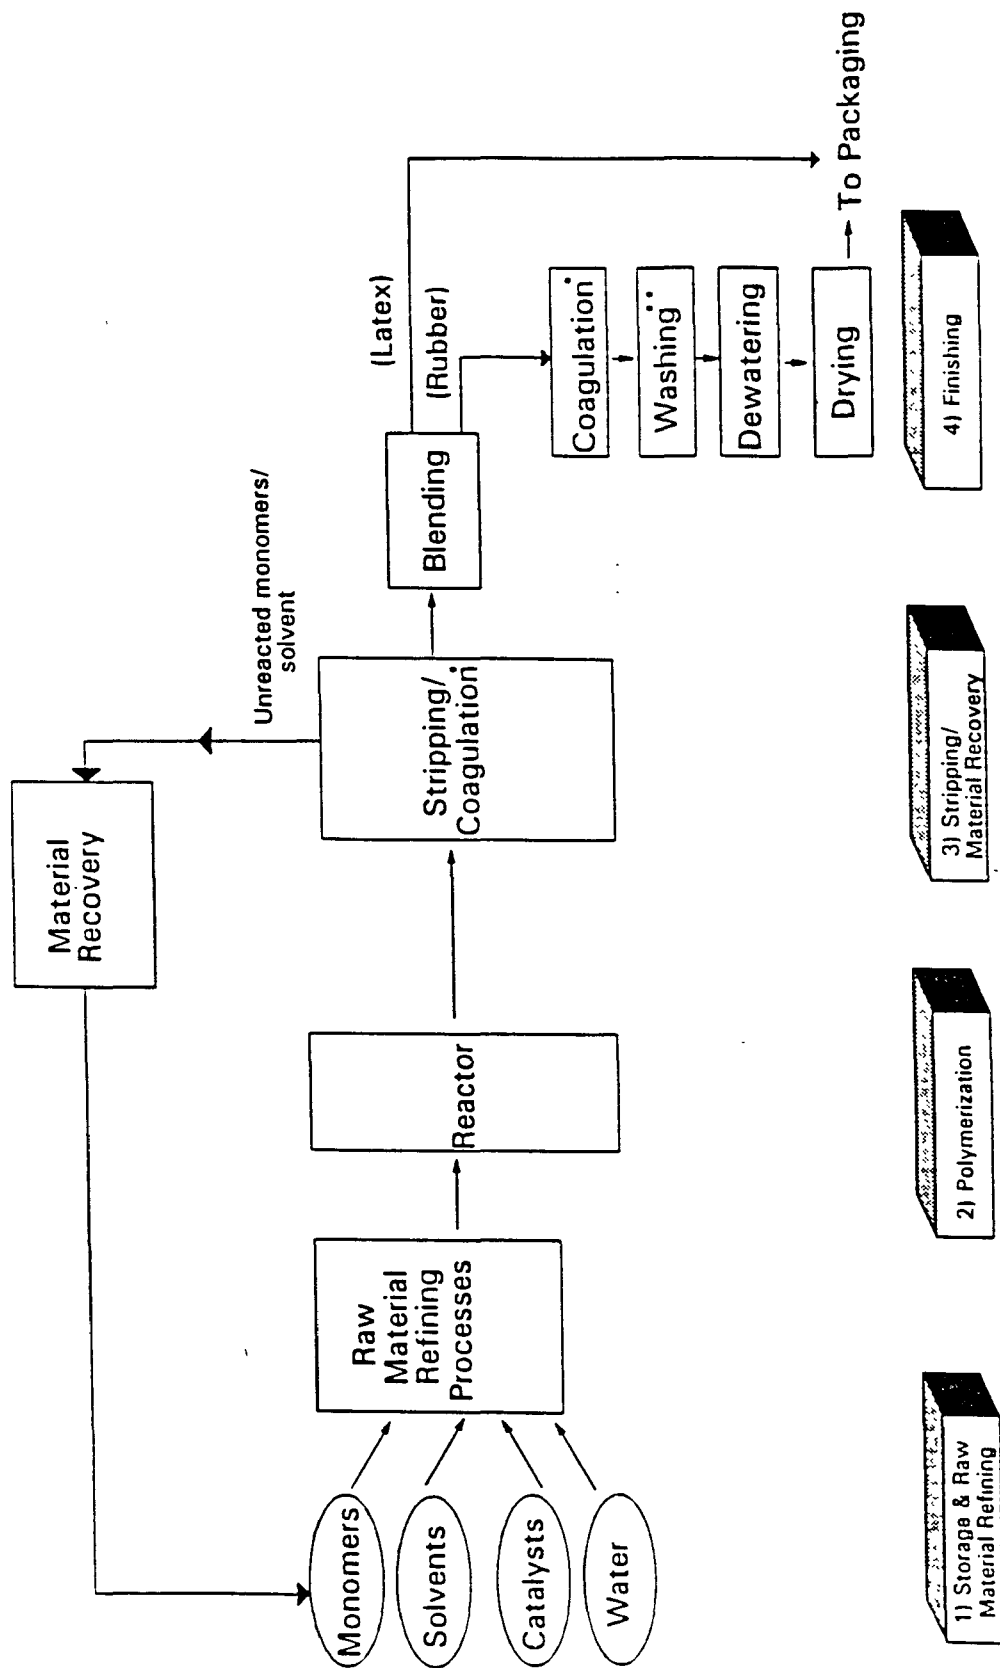 Material
Recovery
Unreacted monomers/
solvent
Monomers
Solvents
Catalysts
Water
Raw
Material
Refining
Processes
Reactor
Stripping/
Coagulation*
Blending
(Latex)
(Rubber)
Coagulation*
Washing**
Dewatering
Drying
To Packaging
1) Storage & Raw
Material Refining
2) Polymerization
3) Stripping/
Material Recovery
4) Finishing